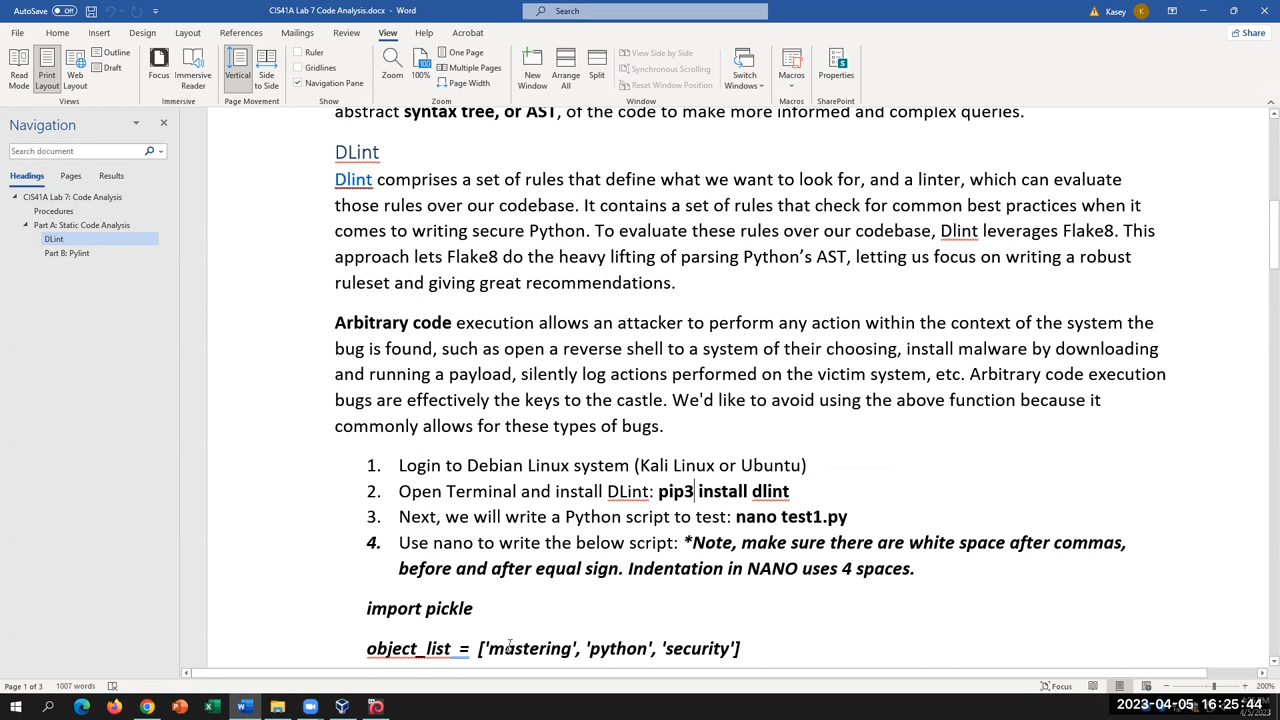 AutoSave Off CIS41A Lab 7 Code Analysis.docx Search Kasey
File Home Insert Design Layout References Mailings Review View Help Acrobat Share
Read Mode Print Layout Web Layout Outline Draft Views
Focus Immersive Reader Immersive
Vertical Side to Side Page Movement
Ruler Gridlines Navigation Pane Show
Zoom 100% One Page Multiple Pages Page Width Zoom
New Window Arrange All Split View Side by Side Synchronous Scrolling Reset Window Position Switch Windows Window
Macros Macros
Properties SharePoint
Navigation
Search document
Headings Pages Results
CIS41A Lab 7: Code Analysis
Procedures
Part A: Static Code Analysis
DLint
Part B: Pylint
abstract syntax tree, or AST, of the code to make more informed and complex queries.
DLint
Dlint comprises a set of rules that define what we want to look for, and a linter, which can evaluate
those rules over our codebase. It contains a set of rules that check for common best practices when it
comes to writing secure Python. To evaluate these rules over our codebase, Dlint leverages Flake8. This
approach lets Flake8 do the heavy lifting of parsing Python’s AST, letting us focus on writing a robust
ruleset and giving great recommendations.
Arbitrary code execution allows an attacker to perform any action within the context of the system the
bug is found, such as open a reverse shell to a system of their choosing, install malware by downloading
and running a payload, silently log actions performed on the victim system, etc. Arbitrary code execution
bugs are effectively the keys to the castle. We'd like to avoid using the above function because it
commonly allows for these types of bugs.
1. Login to Debian Linux system (Kali Linux or Ubuntu)
2. Open Terminal and install DLint: pip3 install dlint
3. Next, we will write a Python script to test: nano test1.py
4. Use nano to write the below script: *Note, make sure there are white space after commas,
before and after equal sign. Indentation in NANO uses 4 spaces.
import pickle
object_list = ['mastering', 'python', 'security']
Page 1 of 3 1007 words Focus 200%
2023-04-05 16:25:44
4/5/2023